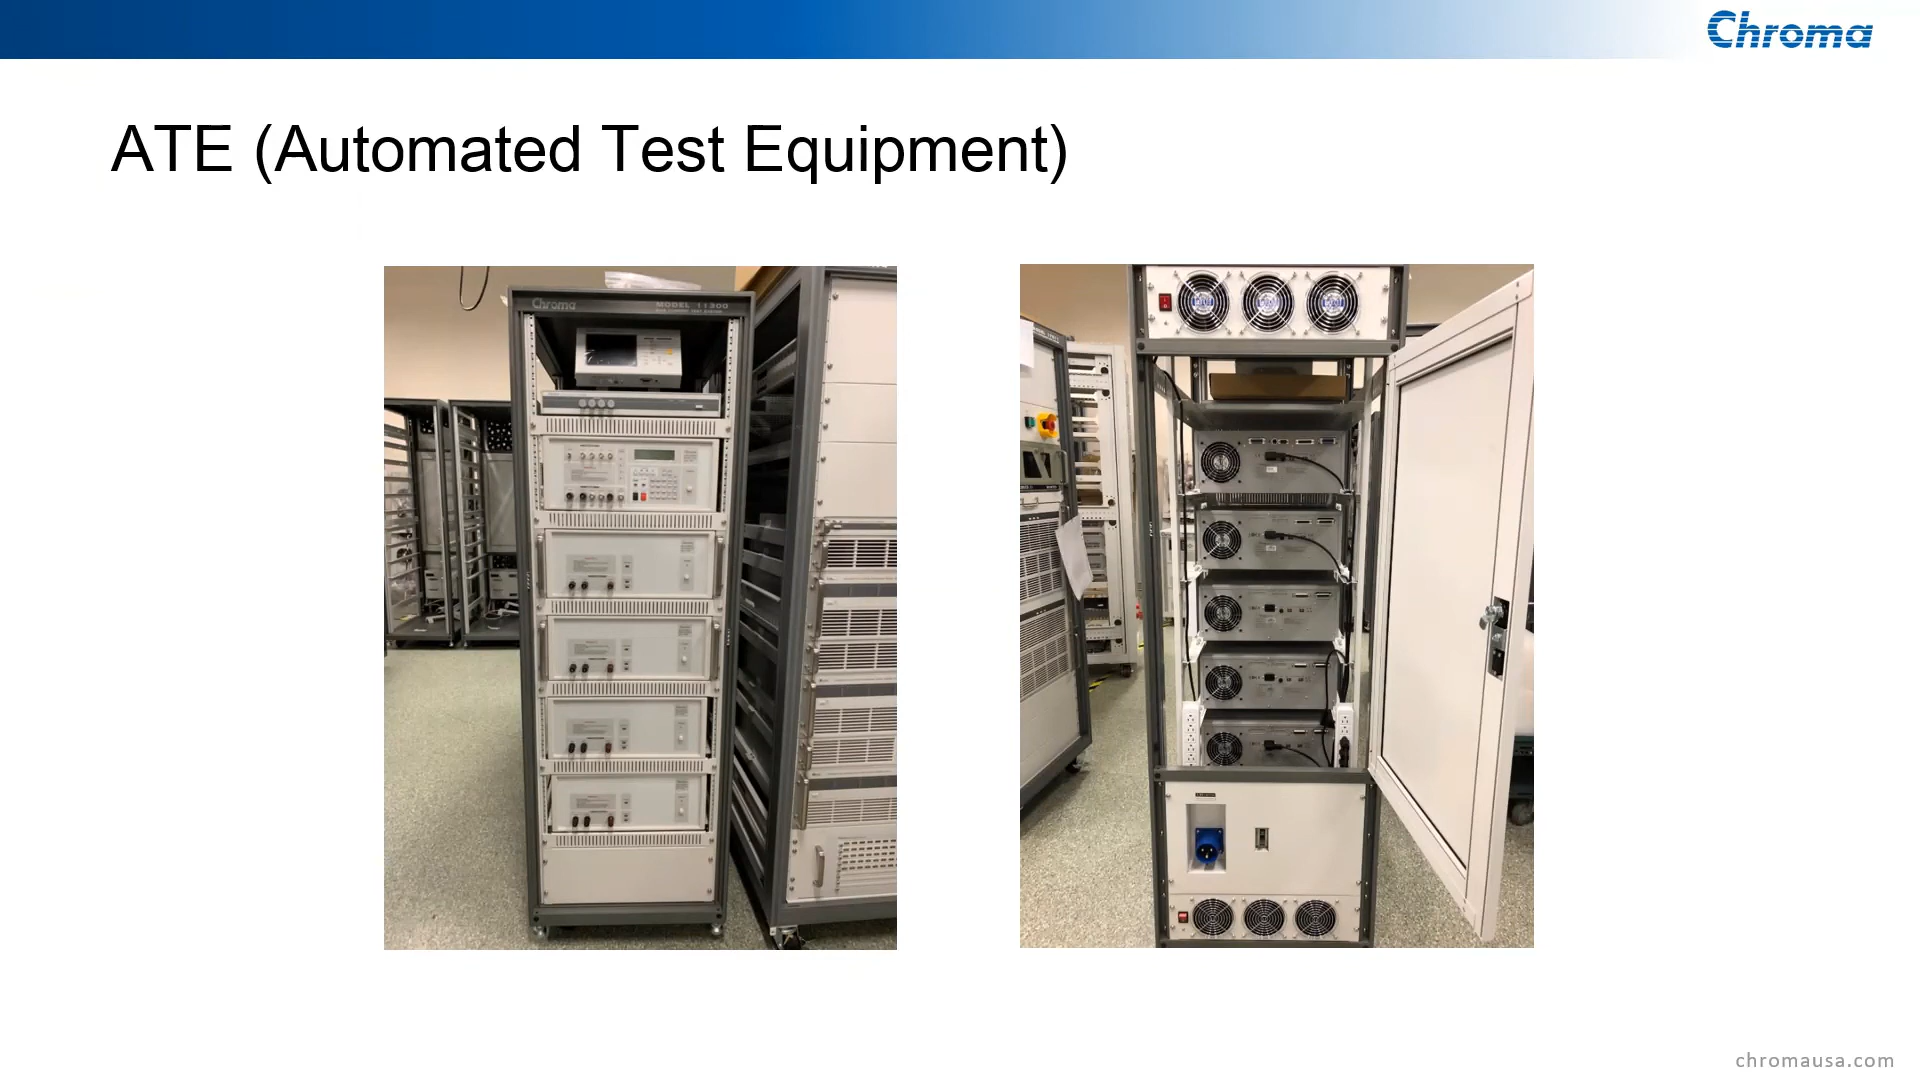 Chroma
ATE (Automated Test Equipment)
Chroma
MODEL 11300
chromausa.com